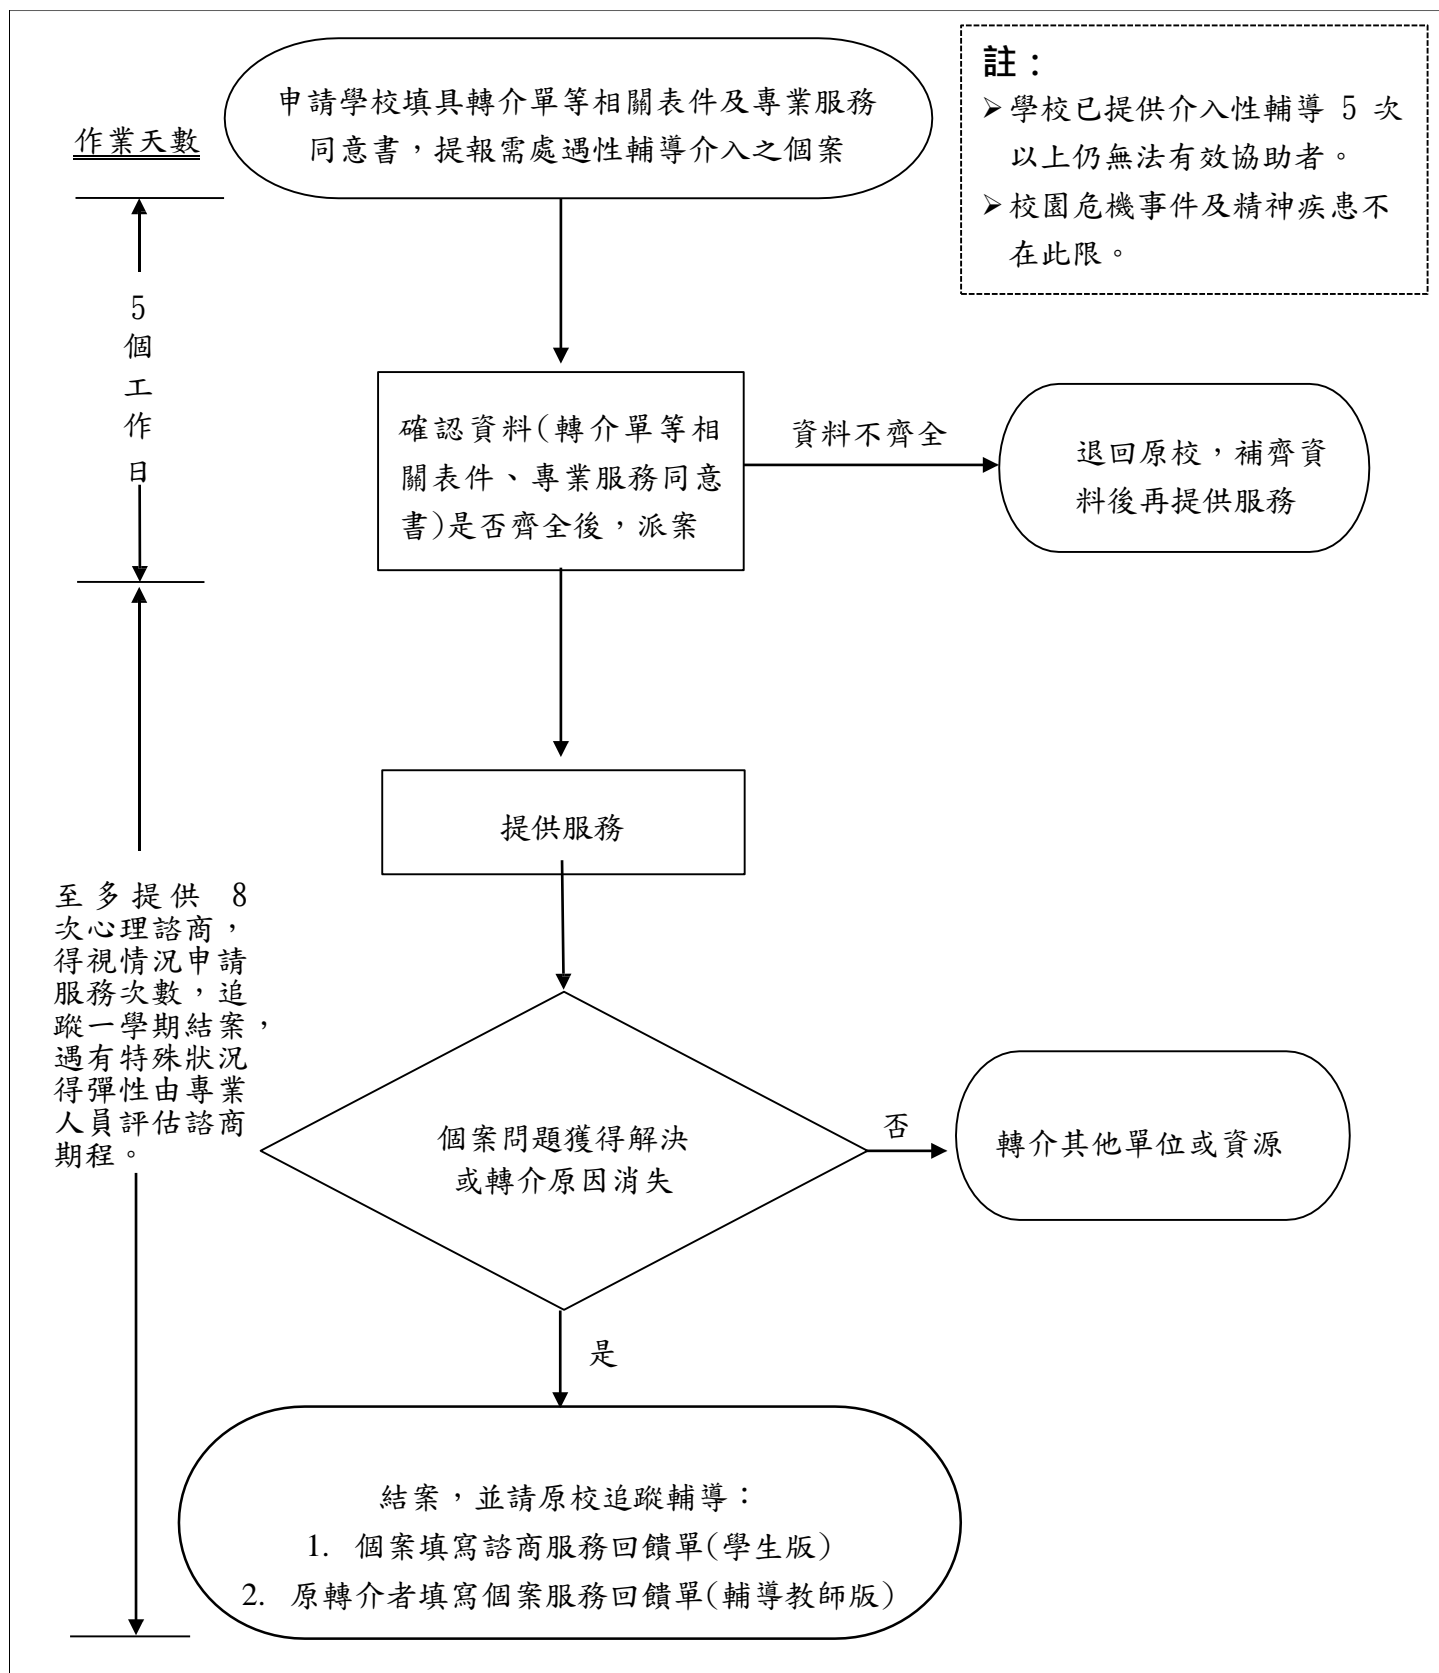 申請學校填具轉介單等相關表件及專業服務
同意書，提報需處遇性輔導介入之個案
註：
➢學校已提供介入性輔導 5 次
以上仍無法有效協助者。
➢校園危機事件及精神疾患不
在此限。
作業天數
5
個
工
作
日
確認資料(轉介單等相
關表件、專業服務同意
書)是否齊全後，派案
資料不齊全
退回原校，補齊資
料後再提供服務
提供服務
至多提供 8
次心理諮商，
得視情況申請
服務次數，追
蹤一學期結案，
遇有特殊狀況
得彈性由專業
人員評估諮商
期程。
個案問題獲得解決
或轉介原因消失
否
轉介其他單位或資源
是
結案，並請原校追蹤輔導：
1. 個案填寫諮商服務回饋單(學生版)
2. 原轉介者填寫個案服務回饋單(輔導教師版)